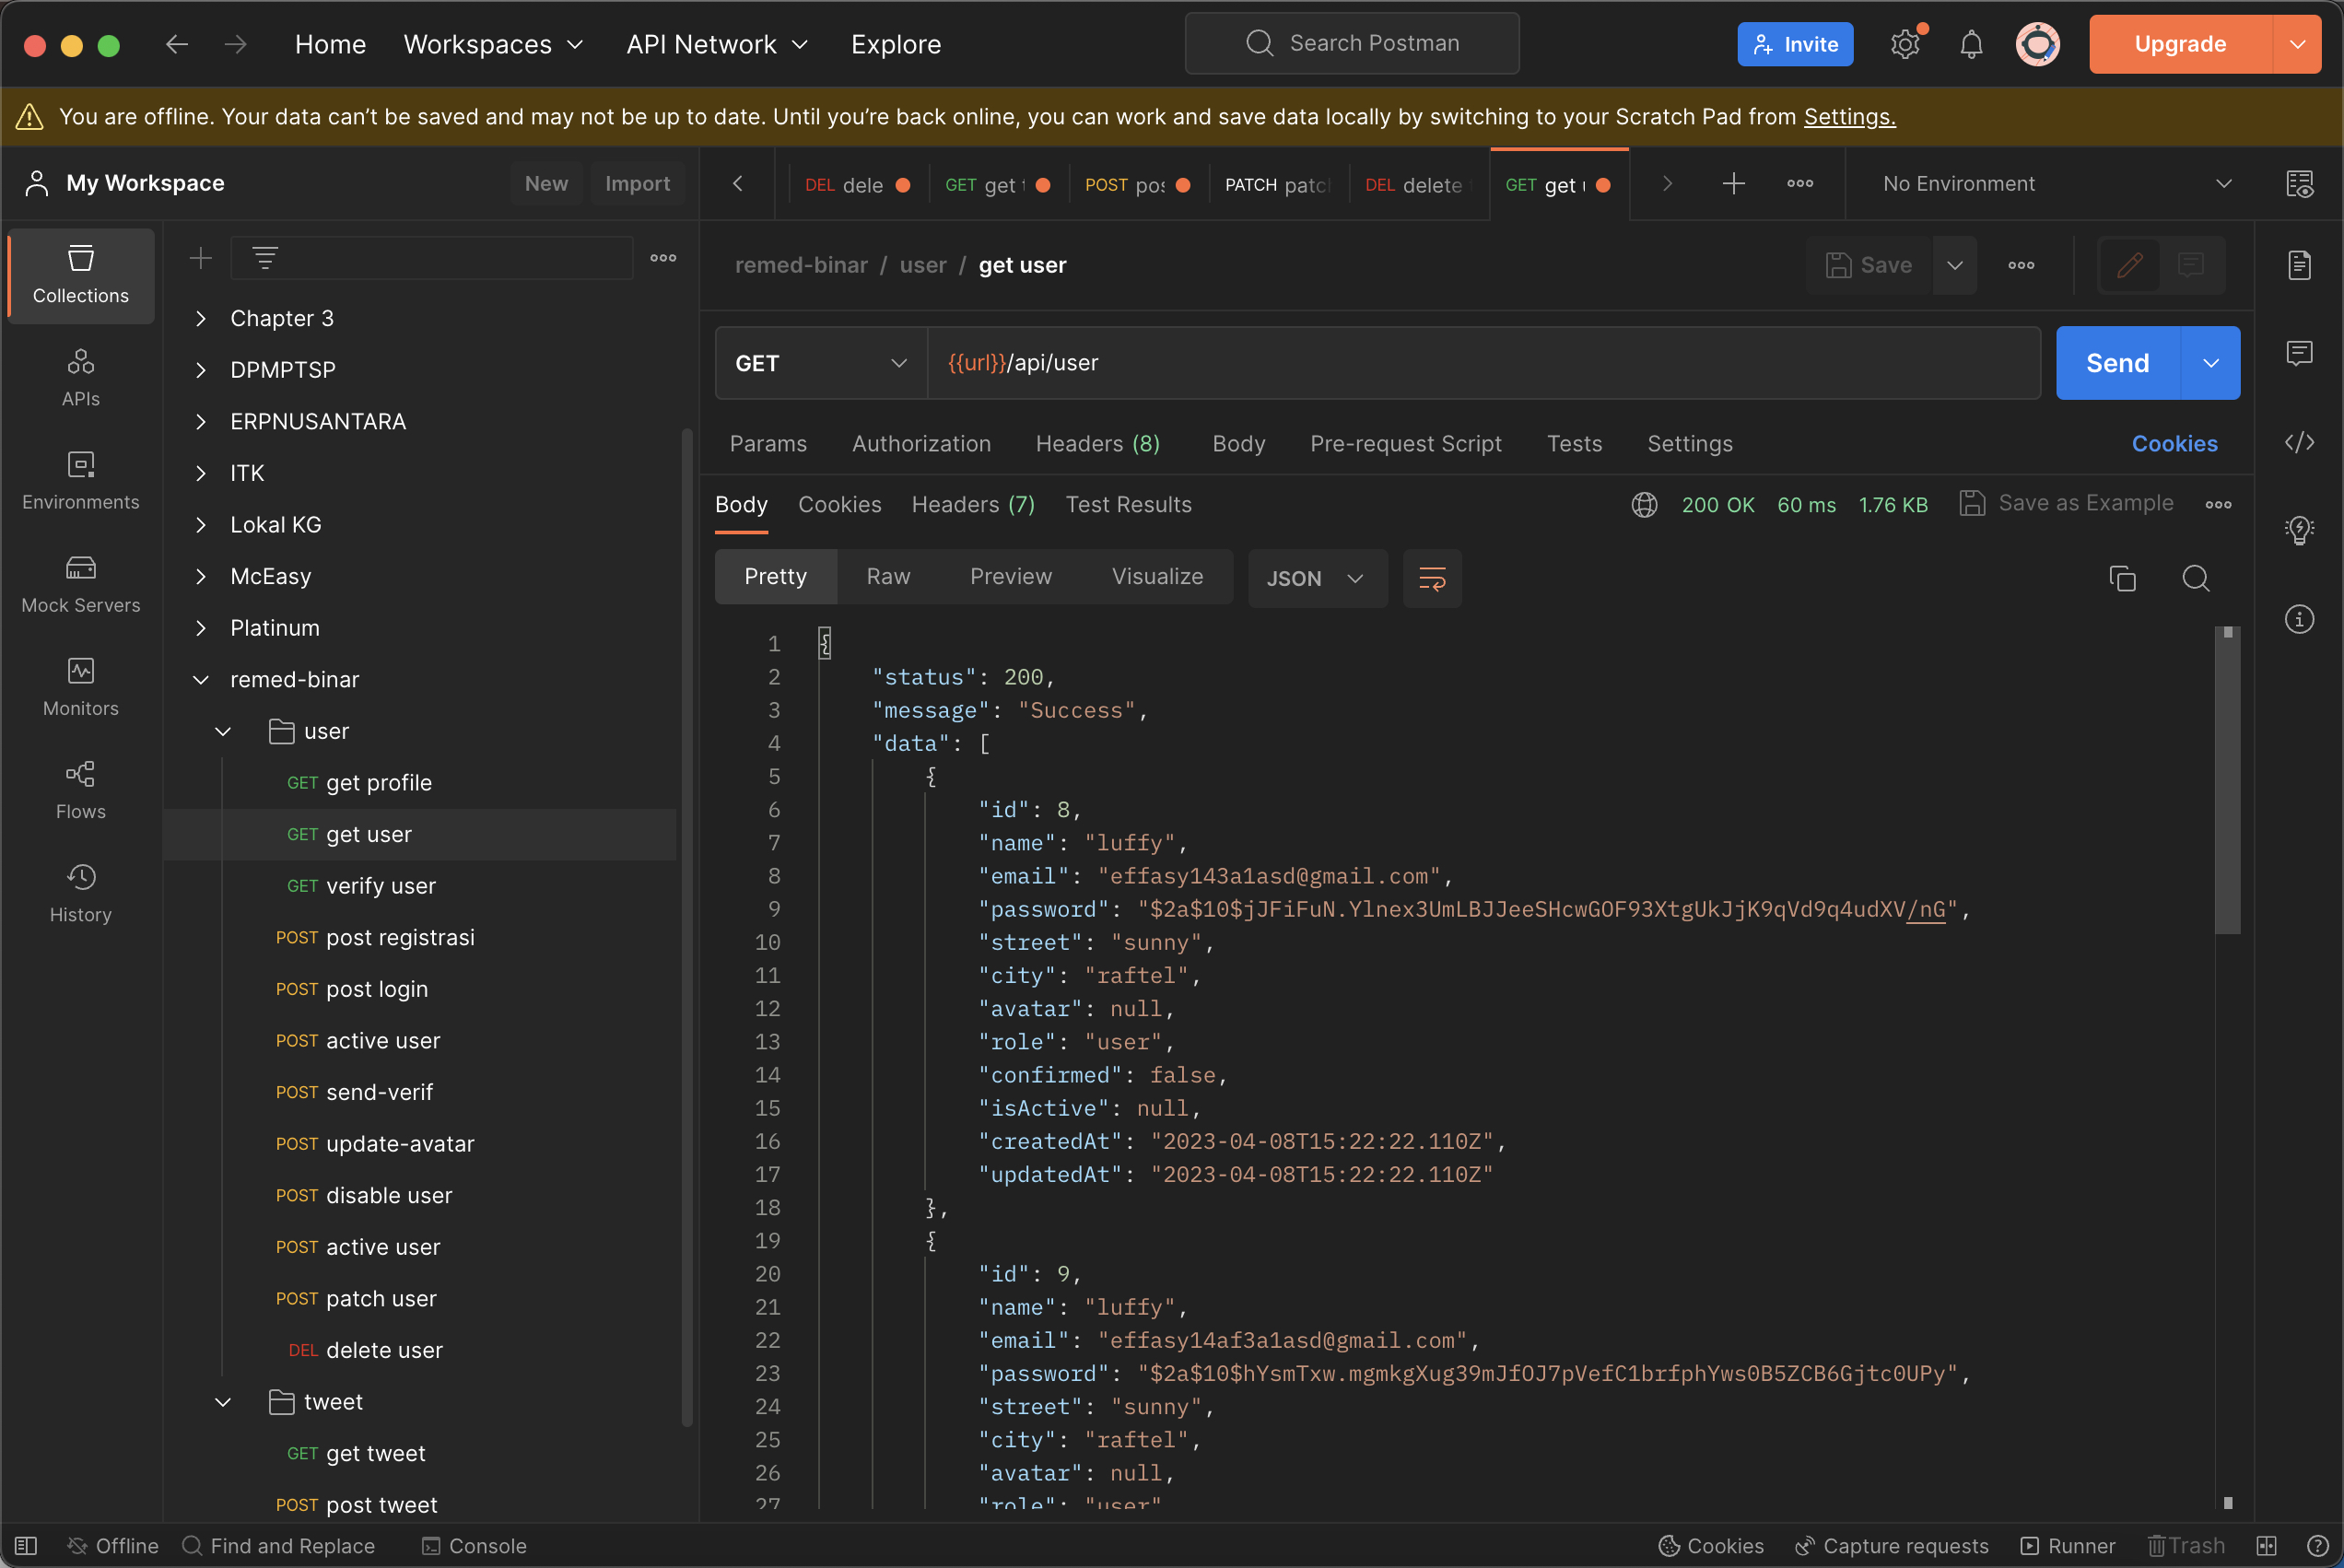 Home Workspaces API Network Explore Search Postman Invite Upgrade
You are offline. Your data can’t be saved and may not be up to date. Until you’re back online, you can work and save data locally by switching to your Scratch Pad from Settings.
My Workspace New Import
DEL dele GET get POST pos PATCH patc DEL delete GET get No Environment
Collections
APIs
Environments
Mock Servers
Monitors
Flows
History
Chapter 3
DPMPTSP
ERPNUSANTARA
ITK
Lokal KG
McEasy
Platinum
remed-binar
user
GET get profile
GET get user
GET verify user
POST post registrasi
POST post login
POST active user
POST send-verif
POST update-avatar
POST disable user
POST active user
POST patch user
DEL delete user
tweet
GET get tweet
POST post tweet
remed-binar / user / get user Save
GET {{url}}/api/user Send
Params Authorization Headers (8) Body Pre-request Script Tests Settings Cookies
Body Cookies Headers (7) Test Results 200 OK 60 ms 1.76 KB Save as Example
Pretty Raw Preview Visualize JSON
1 {
2 "status": 200,
3 "message": "Success",
4 "data": [
5 {
6 "id": 8,
7 "name": "luffy",
8 "email": "effasy143a1asd@gmail.com",
9 "password": "$2a$10$jJFiFuN.Ylnex3UmLBJJeeSHcwGOF93XtgUkJjK9qVd9q4udXV/nG",
10 "street": "sunny",
11 "city": "raftel",
12 "avatar": null,
13 "role": "user",
14 "confirmed": false,
15 "isActive": null,
16 "createdAt": "2023-04-08T15:22:22.110Z",
17 "updatedAt": "2023-04-08T15:22:22.110Z"
18 },
19 {
20 "id": 9,
21 "name": "luffy",
22 "email": "effasy14af3a1asd@gmail.com",
23 "password": "$2a$10$hYsmTxw.mgmkgXug39mJfOJ7pVefC1brfphYws0B5ZCB6Gjtc0UPy",
24 "street": "sunny",
25 "city": "raftel",
26 "avatar": null,
27 "role": "user"
Offline Find and Replace Console Cookies Capture requests Runner Trash